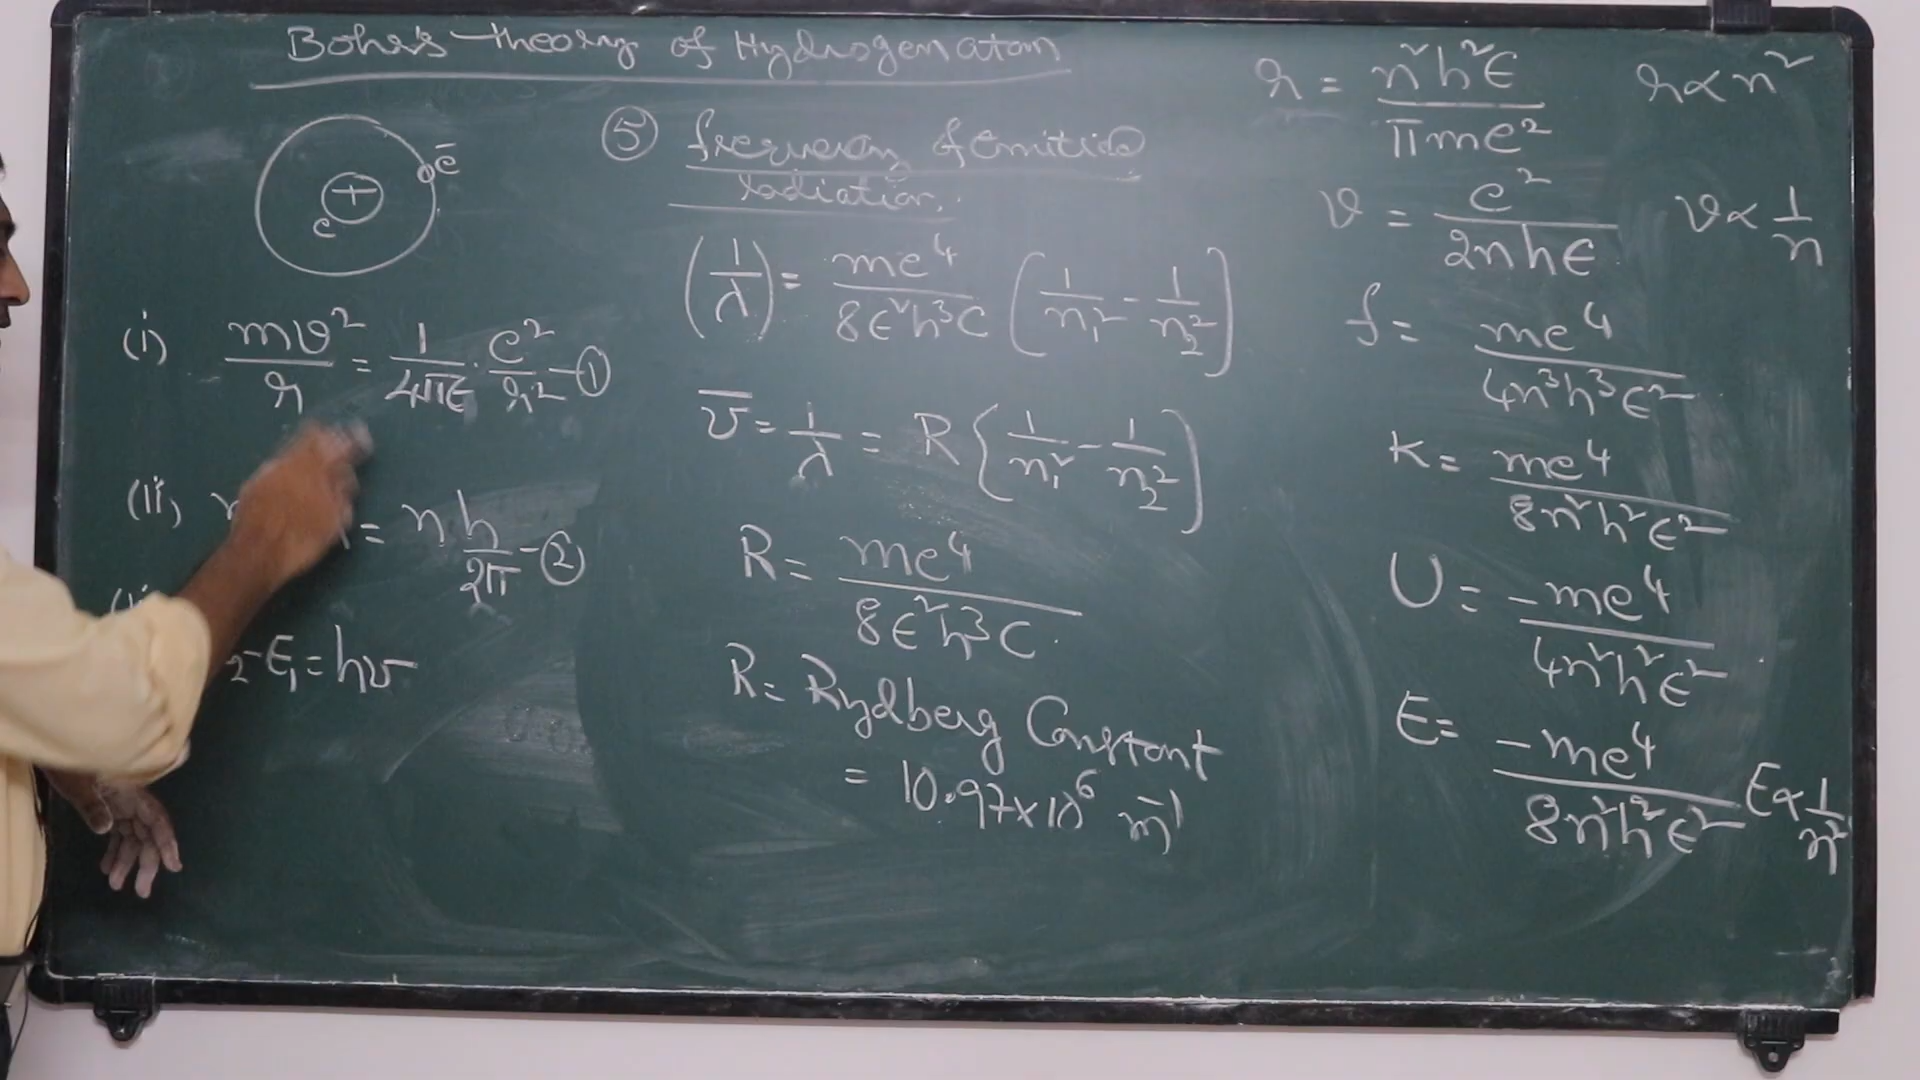 Bohr's theory of Hydrogen atom
e⁻
+
e
(i) mv²/r = 1/4πε · e²/r² - ①
(ii) = n h/2π - ②
₂-E₁ = hν
⑤ frequency of emitted
radiation.
(1/λ) = me⁴/8ε²h³c (1/n₁² - 1/n₂²]
ν̅ = 1/λ = R {1/n₁² - 1/n₂²]
R = me⁴/8ε²h³c.
R = Rydberg Constant
= 10.97×10⁶ m⁻¹
r = n²h²ε/πme² r∝n²
v = e²/2nhε v∝1/n
f = me⁴/4n³h³ε²
K = me⁴/8n²h²ε²
U = -me⁴/4n²h²ε²
E = -me⁴/8n²h²ε² E∝1/n²